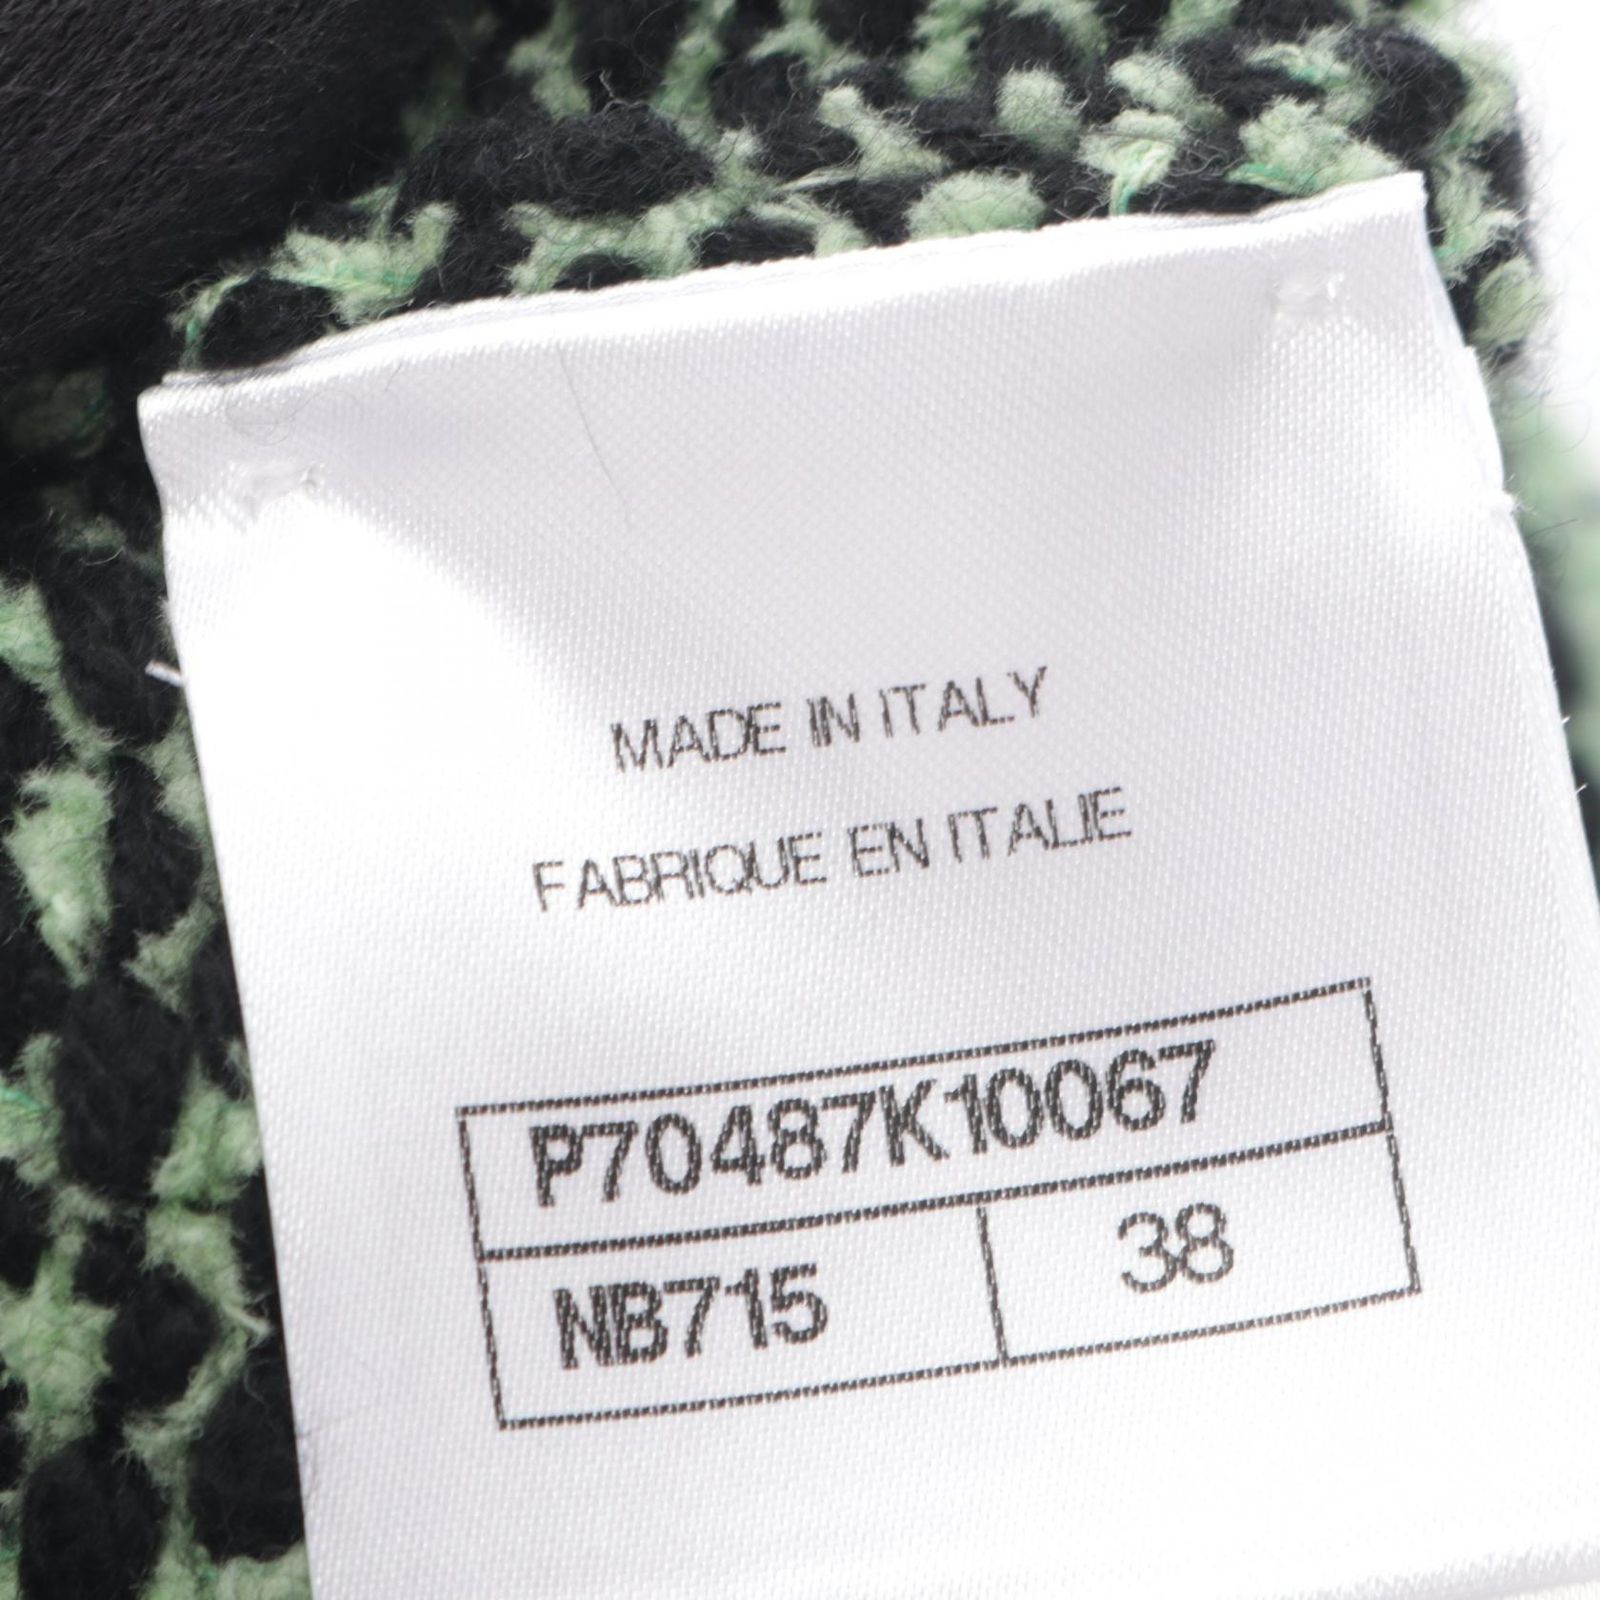 MADE IN ITALY
FABRIQUE EN ITALIE
P70487K10067
NB715 38